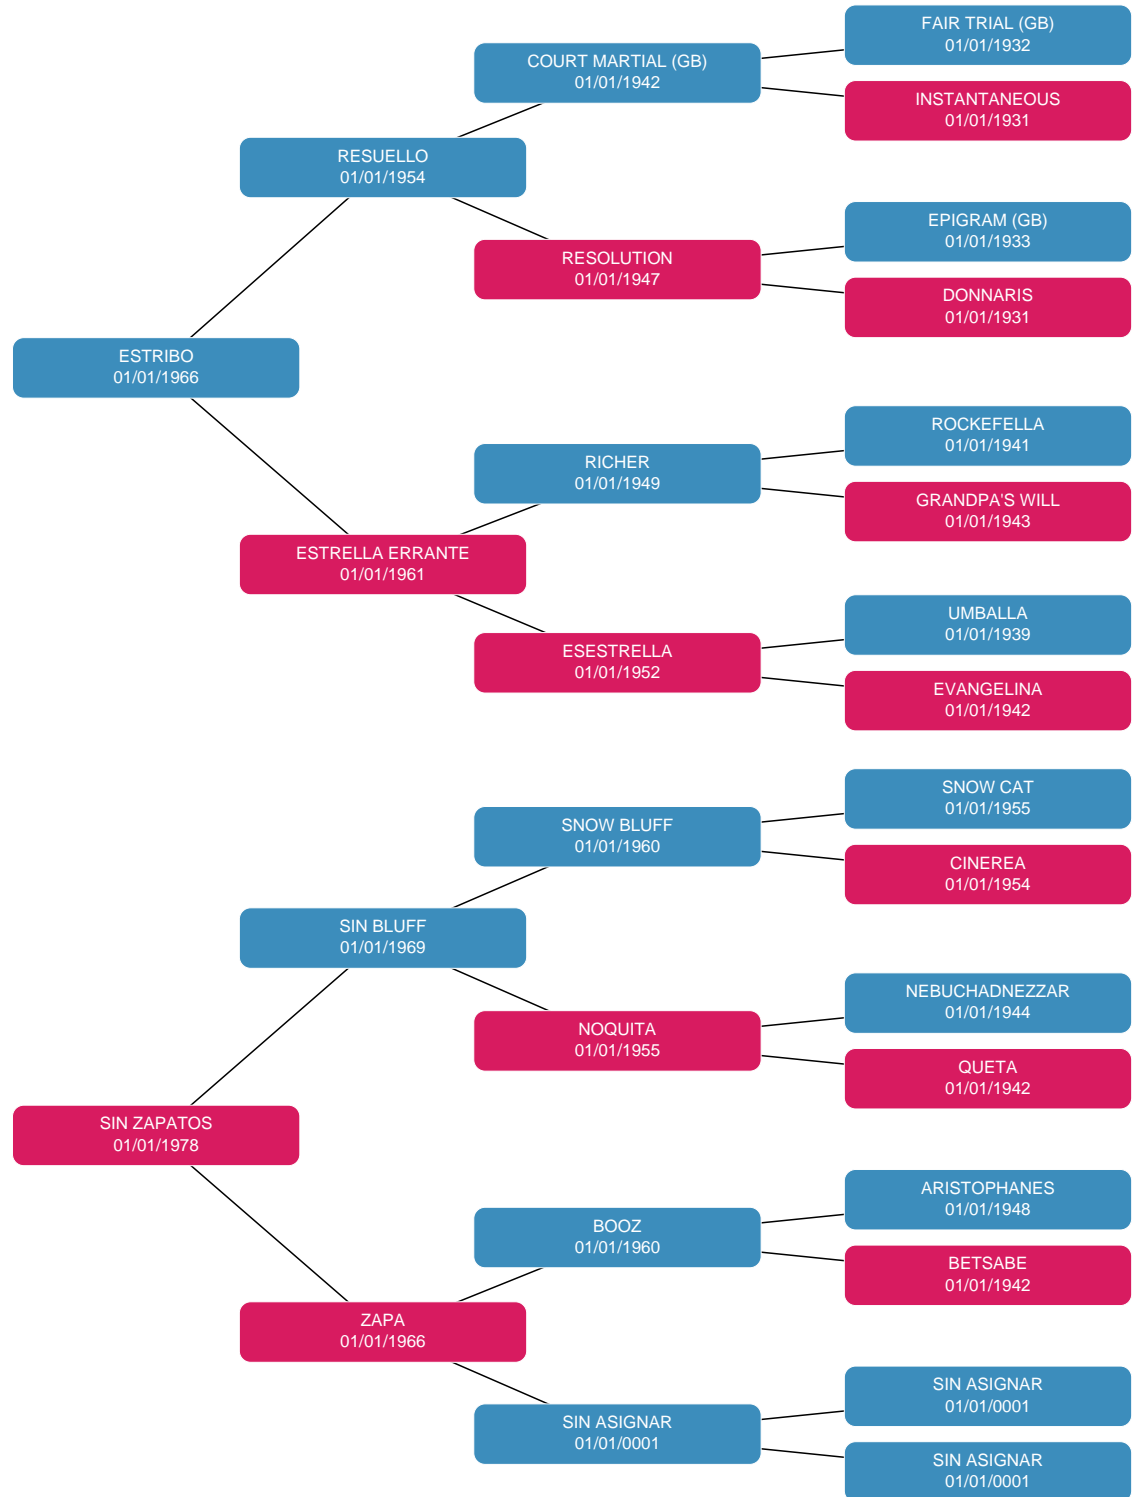 FAIR TRIAL (GB)
01/01/1932
COURT MARTIAL (GB)
01/01/1942
INSTANTANEOUS
01/01/1931
RESUELLO
01/01/1954
EPIGRAM (GB)
01/01/1933
RESOLUTION
01/01/1947
DONNARIS
01/01/1931
ESTRIBO
01/01/1966
ROCKEFELLA
01/01/1941
RICHER
01/01/1949
GRANDPA'S WILL
01/01/1943
ESTRELLA ERRANTE
01/01/1961
UMBALLA
01/01/1939
ESESTRELLA
01/01/1952
EVANGELINA
01/01/1942
SNOW CAT
01/01/1955
SNOW BLUFF
01/01/1960
CINEREA
01/01/1954
SIN BLUFF
01/01/1969
NEBUCHADNEZZAR
01/01/1944
NOQUITA
01/01/1955
QUETA
01/01/1942
SIN ZAPATOS
01/01/1978
ARISTOPHANES
01/01/1948
BOOZ
01/01/1960
BETSABE
01/01/1942
ZAPA
01/01/1966
SIN ASIGNAR
01/01/0001
SIN ASIGNAR
01/01/0001
SIN ASIGNAR
01/01/0001